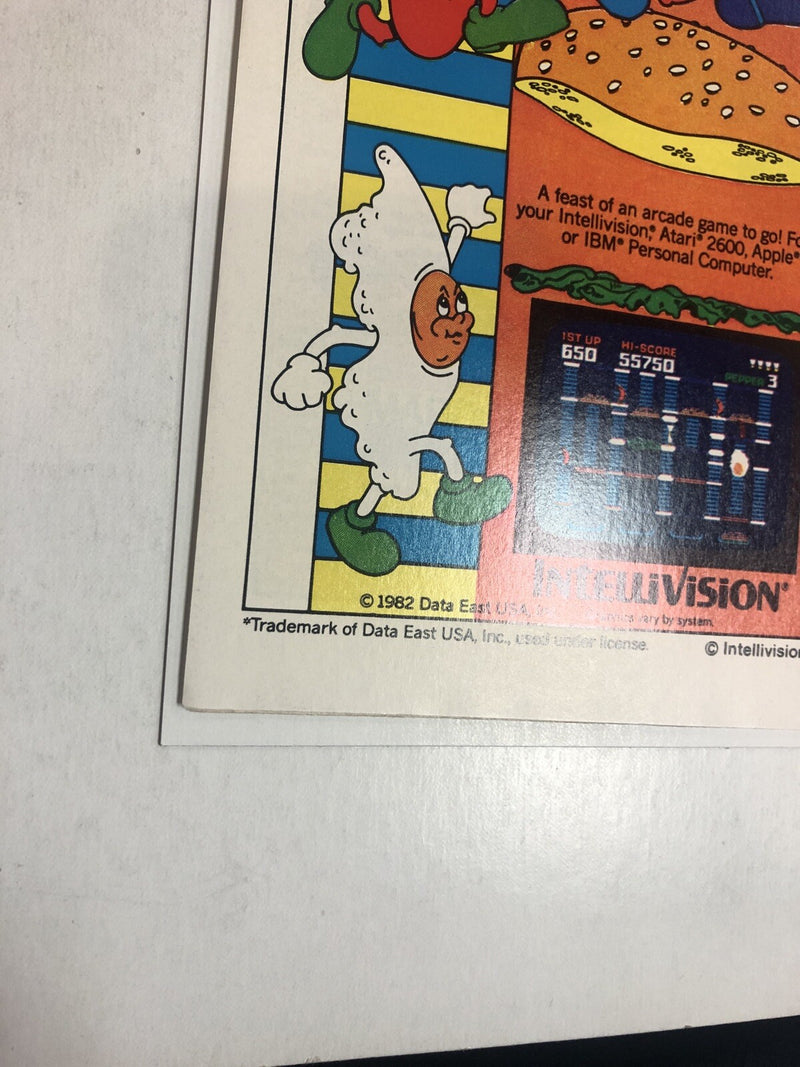 A feast of an arcade game to go! Fo
your Intellivision®, Atari® 2600, Apple®
or IBM® Personal Computer.
1ST UP HI-SCORE
650 55750
PEPPER 3
INTELLIVISION®
© 1982 Data East USA,
vary by system.
*Trademark of Data East USA, Inc., used under license.
© Intellivision